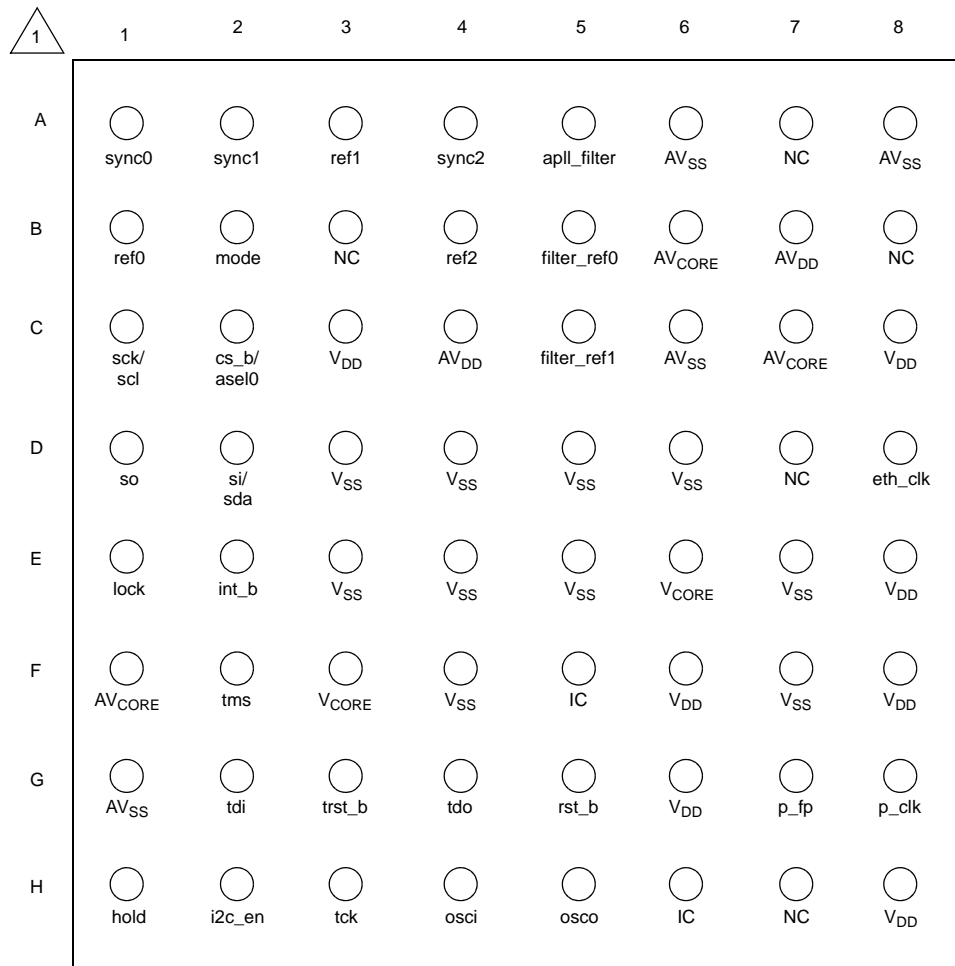 1 1 2 3 4 5 6 7 8
A
sync0 sync1 ref1 sync2 apll_filter AVSS NC AVSS
B
ref0 mode NC ref2 filter_ref0 AVCORE AVDD NC
C
sck/ cs_b/ VDD AVDD filter_ref1 AVSS AVCORE VDD
scl asel0
D
so si/ VSS VSS VSS VSS NC eth_clk
sda
E
lock int_b VSS VSS VSS VCORE VSS VDD
F
AVCORE tms VCORE VSS IC VDD VSS VDD
G
AVSS tdi trst_b tdo rst_b VDD p_fp p_clk
H
hold i2c_en tck osci osco IC NC VDD